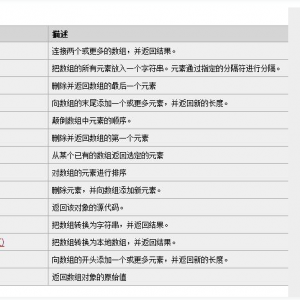 描述
连接两个或更多的数组，并返回结果。
把数组的所有元素放入一个字符串。元素通过指定的分隔符进行分隔。
删除并返回数组的最后一个元素
向数组的末尾添加一个或更多元素，并返回新的长度。
颠倒数组中元素的顺序。
删除并返回数组的第一个元素
从某个已有的数组返回选定的元素
对数组的元素进行排序
删除元素，并向数组添加新元素。
返回该对象的源代码。
把数组转换为字符串，并返回结果。
()
把数组转换为本地数组，并返回结果。
向数组的开头添加一个或更多元素，并返回新的长度。
返回数组对象的原始值